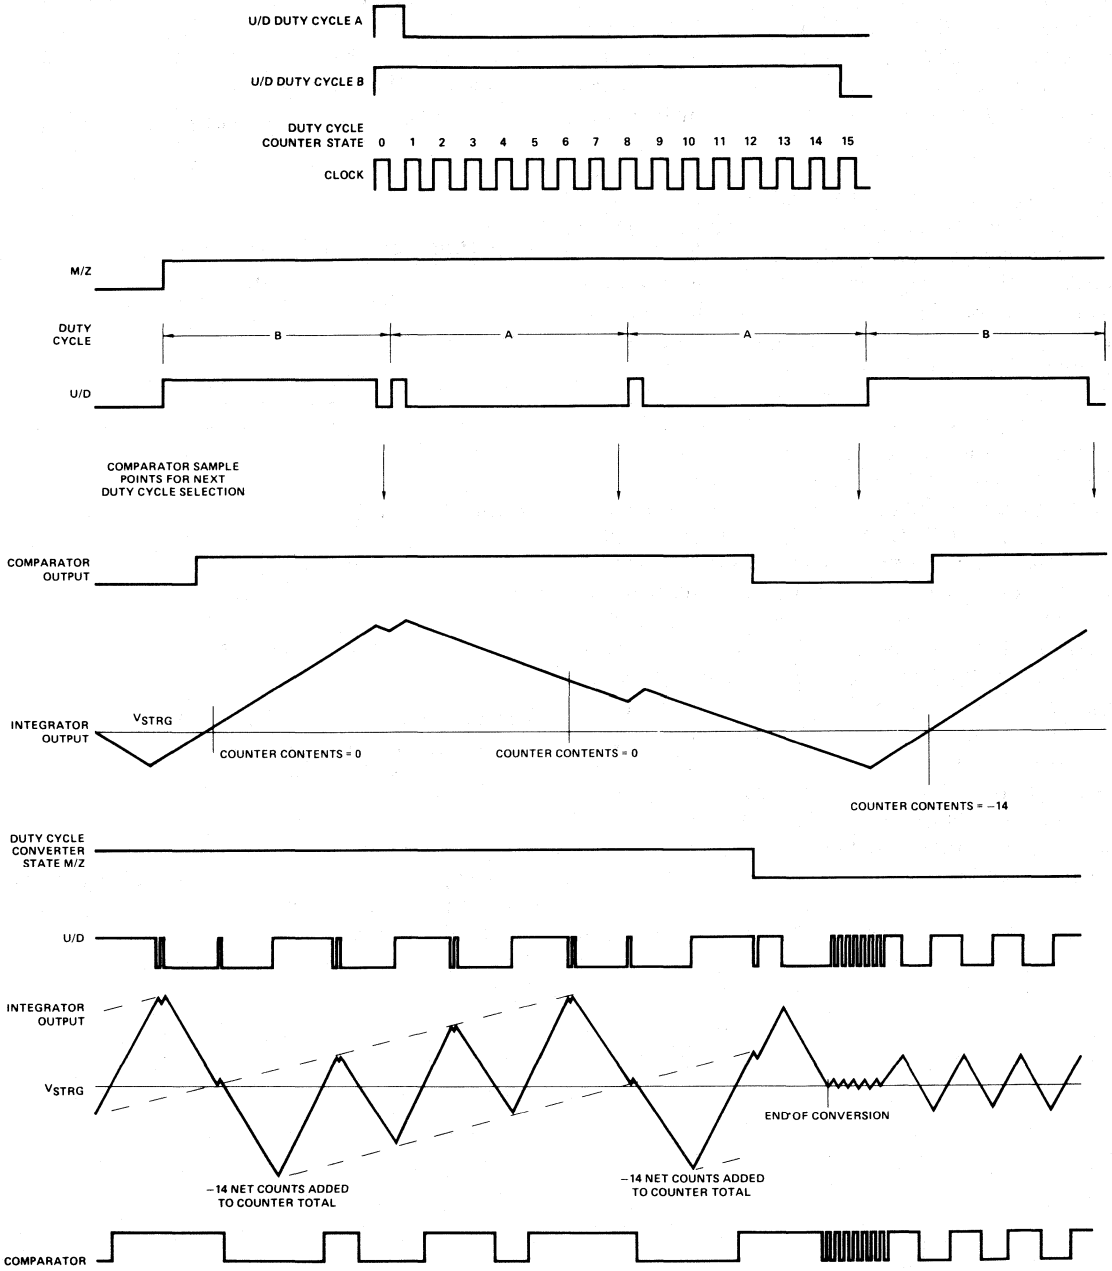 U/D DUTY CYCLE A
U/D DUTY CYCLE B
DUTY CYCLE
COUNTER STATE 0 1 2 3 4 5 6 7 8 9 10 11 12 13 14 15
CLOCK
M/Z
DUTY
CYCLE
B A A B
U/D
COMPARATOR SAMPLE
POINTS FOR NEXT
DUTY CYCLE SELECTION
COMPARATOR
OUTPUT
INTEGRATOR
OUTPUT
VSTRG
COUNTER CONTENTS = 0
COUNTER CONTENTS = 0
COUNTER CONTENTS = −14
DUTY CYCLE
CONVERTER
STATE M/Z
U/D
INTEGRATOR
OUTPUT
VSTRG
END OF CONVERSION
−14 NET COUNTS ADDED
TO COUNTER TOTAL
−14 NET COUNTS ADDED
TO COUNTER TOTAL
COMPARATOR